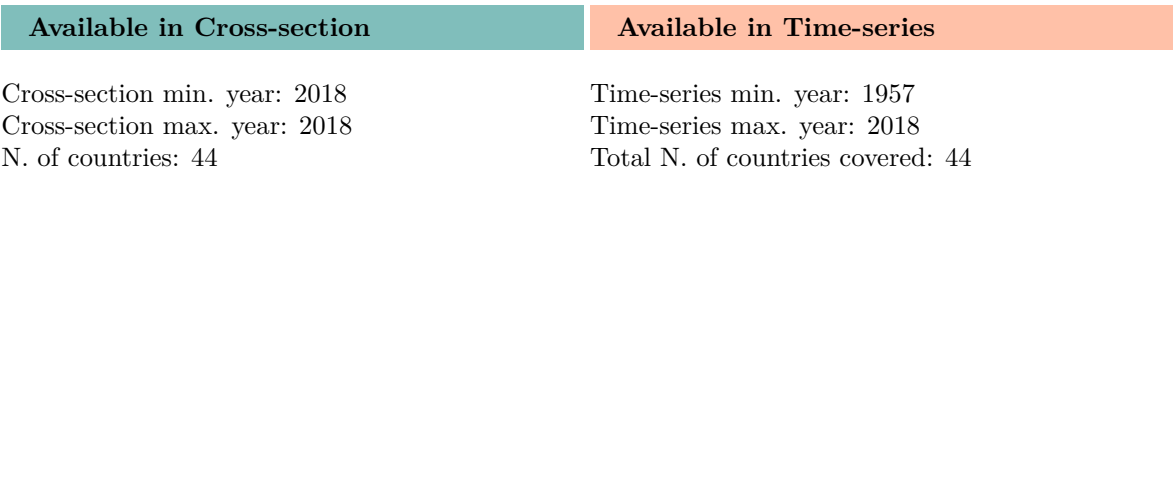 Available in Cross-section
Cross-section min. year: 2018
Cross-section max. year: 2018
N. of countries: 44
Available in Time-series
Time-series min. year: 1957
Time-series max. year: 2018
Total N. of countries covered: 44